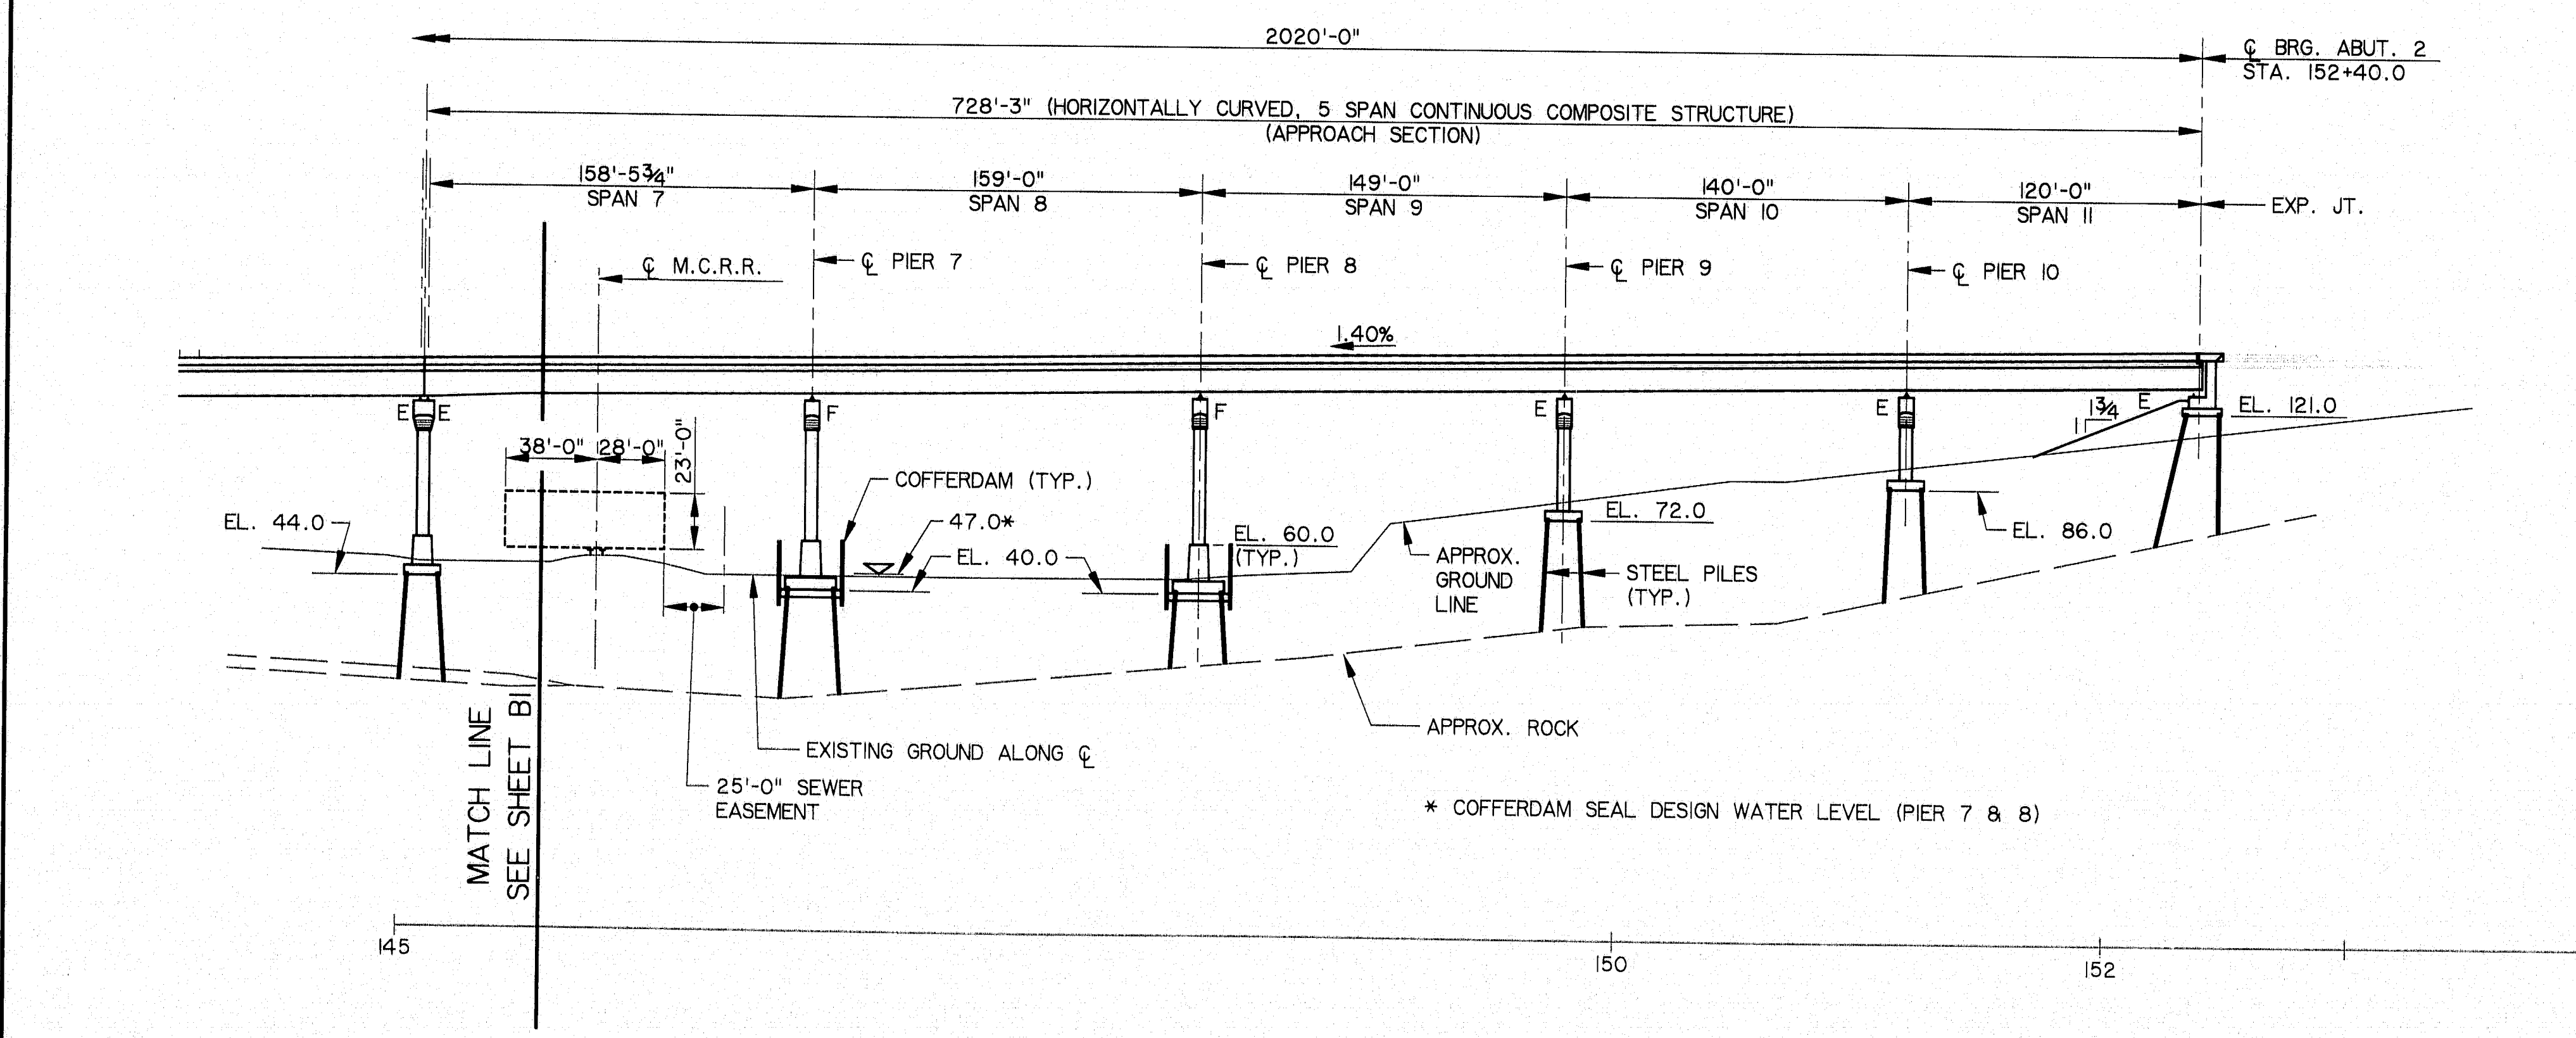 2020'-0"
℄ BRG. ABUT. 2
STA. 152+40.0
728'-3" (HORIZONTALLY CURVED, 5 SPAN CONTINUOUS COMPOSITE STRUCTURE)
(APPROACH SECTION)
158'-5¾"
SPAN 7
159'-0"
SPAN 8
149'-0"
SPAN 9
140'-0"
SPAN 10
120'-0"
SPAN 11
EXP. JT.
℄ M.C.R.R.
℄ PIER 7
℄ PIER 8
℄ PIER 9
℄ PIER 10
1.40%
E E
F
F
E
E
E
1¾
1
EL. 121.0
38'-0"
28'-0"
23'-0"
COFFERDAM (TYP.)
EL. 44.0
47.0*
EL. 40.0
EL. 60.0
(TYP.)
EL. 72.0
EL. 86.0
APPROX.
GROUND
LINE
STEEL PILES
(TYP.)
APPROX. ROCK
EXISTING GROUND ALONG ℄
25'-0" SEWER
EASEMENT
MATCH LINE
SEE SHEET B1
* COFFERDAM SEAL DESIGN WATER LEVEL (PIER 7 & 8)
145
150
152